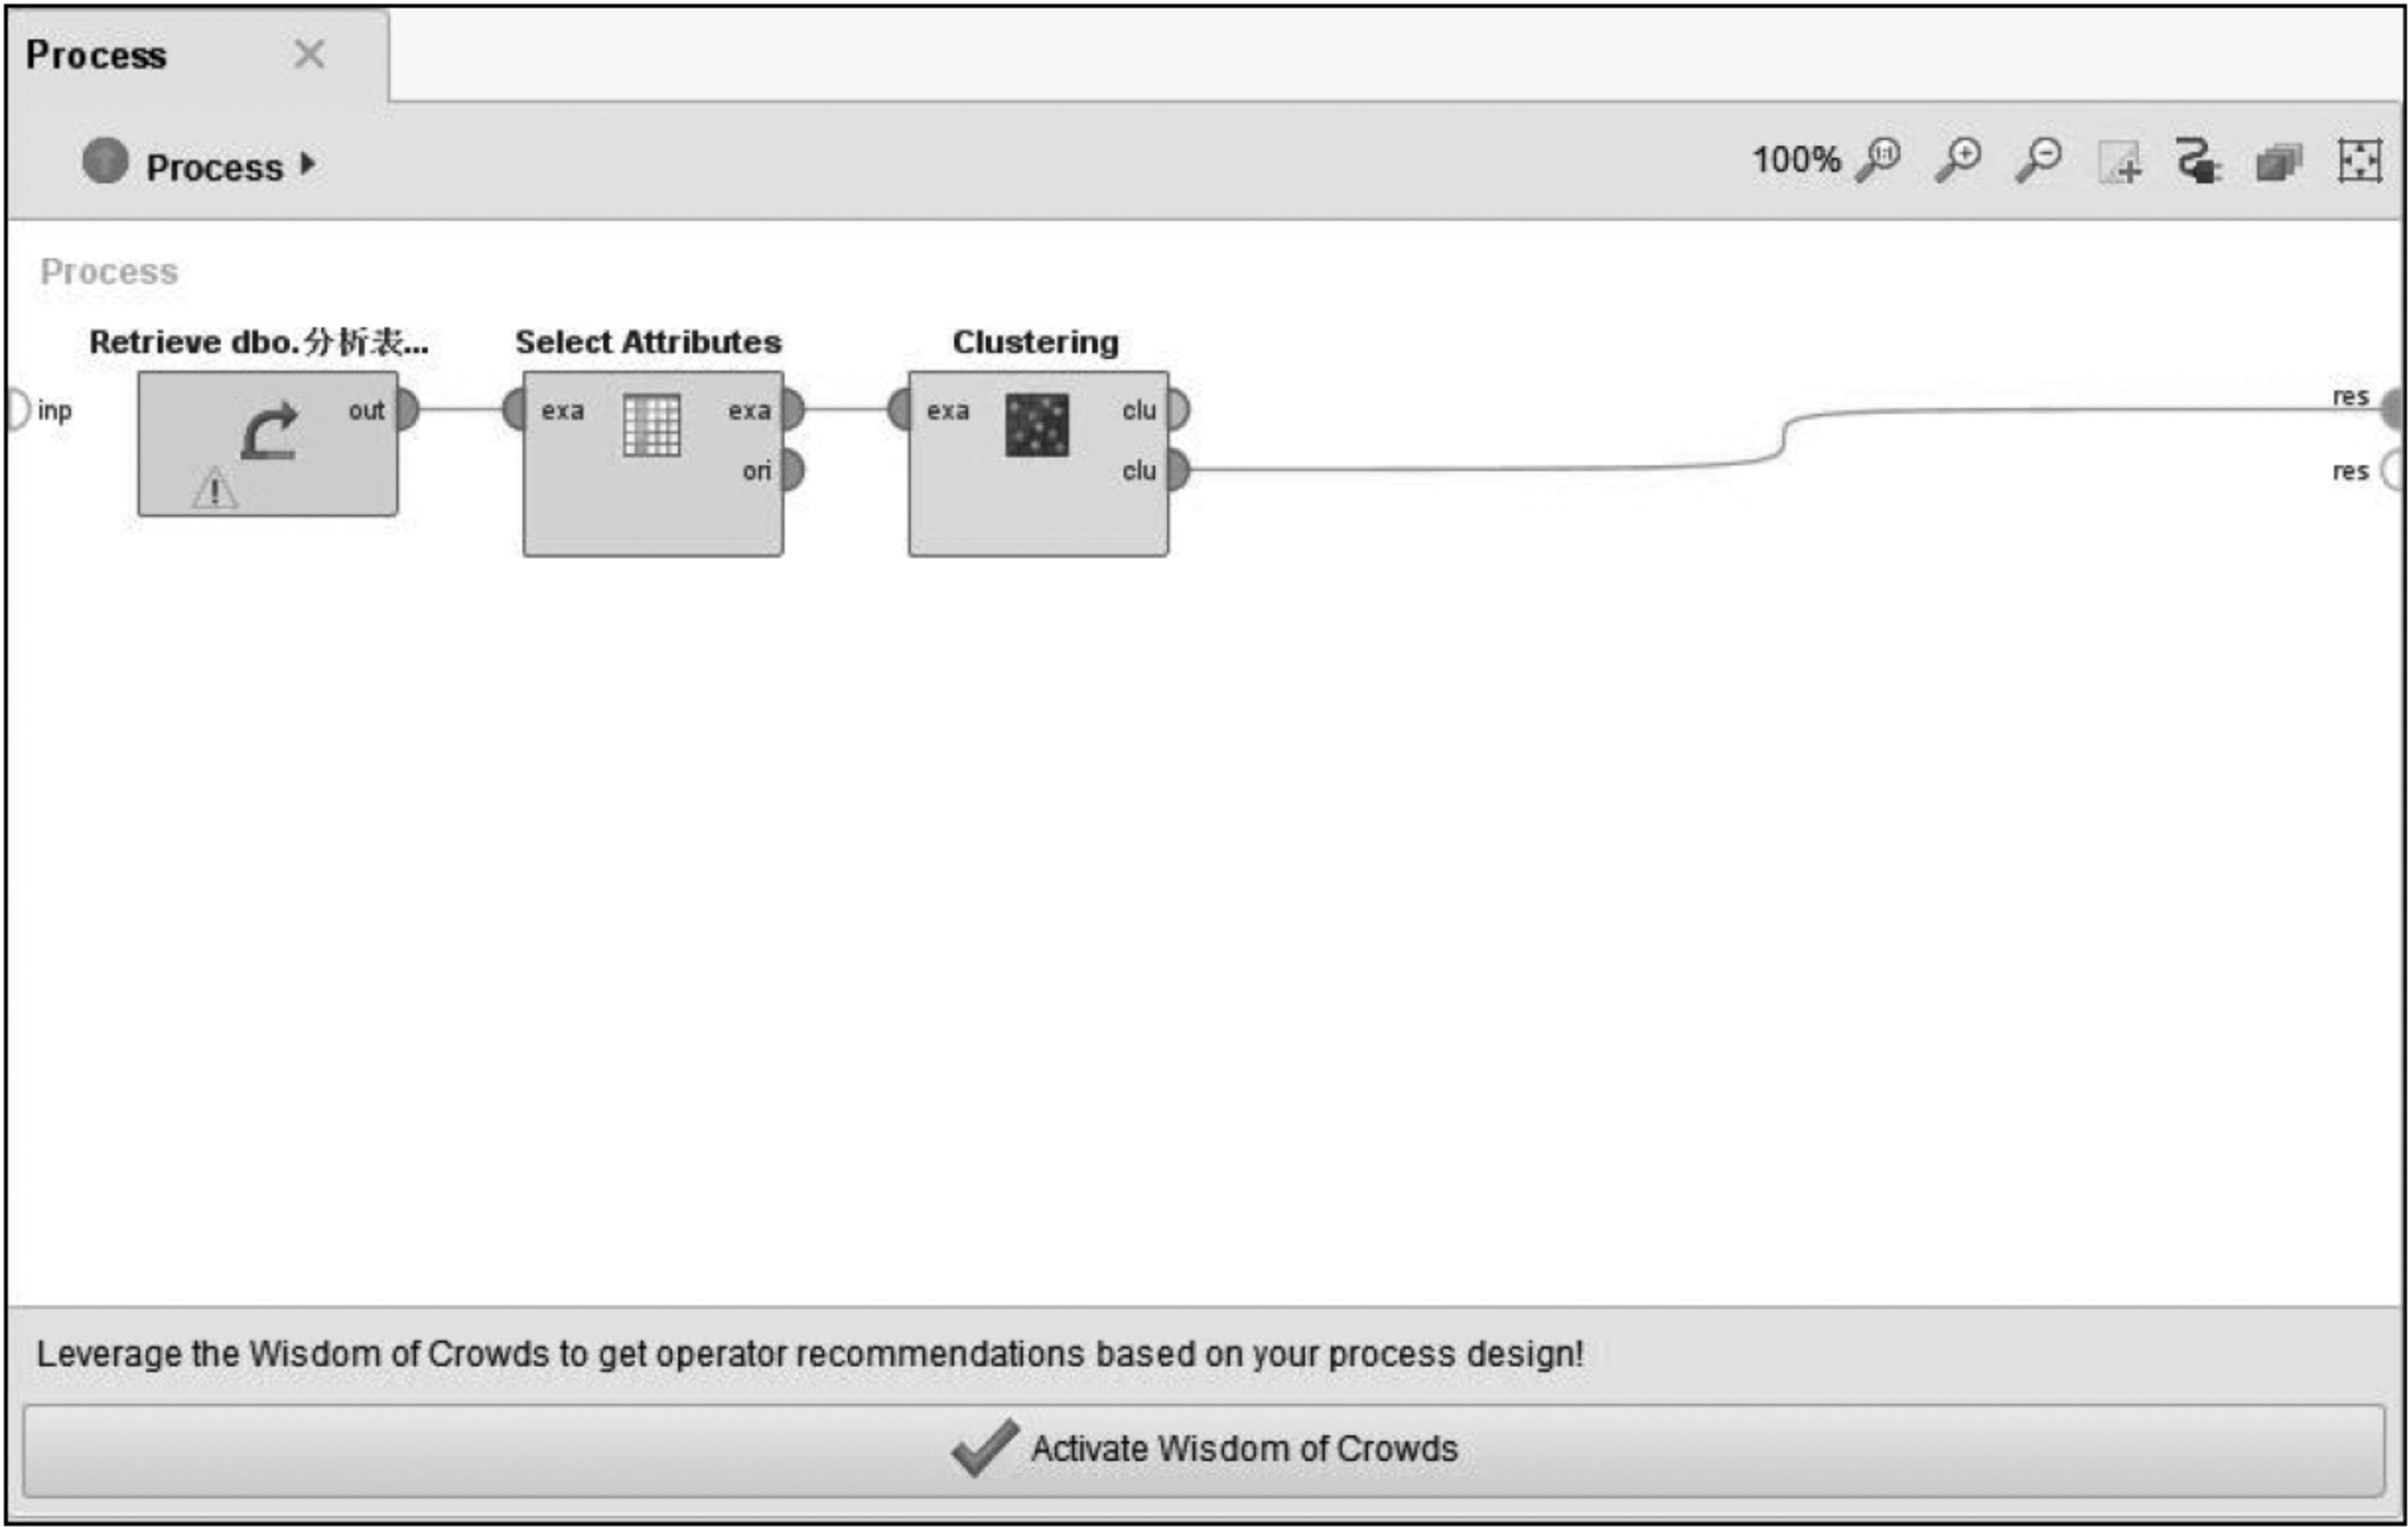 Process
Process
100%
Process
Retrieve dbo.分析表...
Select Attributes
Clustering
inp
out
exa
exa
exa
clu
res
ori
clu
res
Leverage the Wisdom of Crowds to get operator recommendations based on your process design!
Activate Wisdom of Crowds